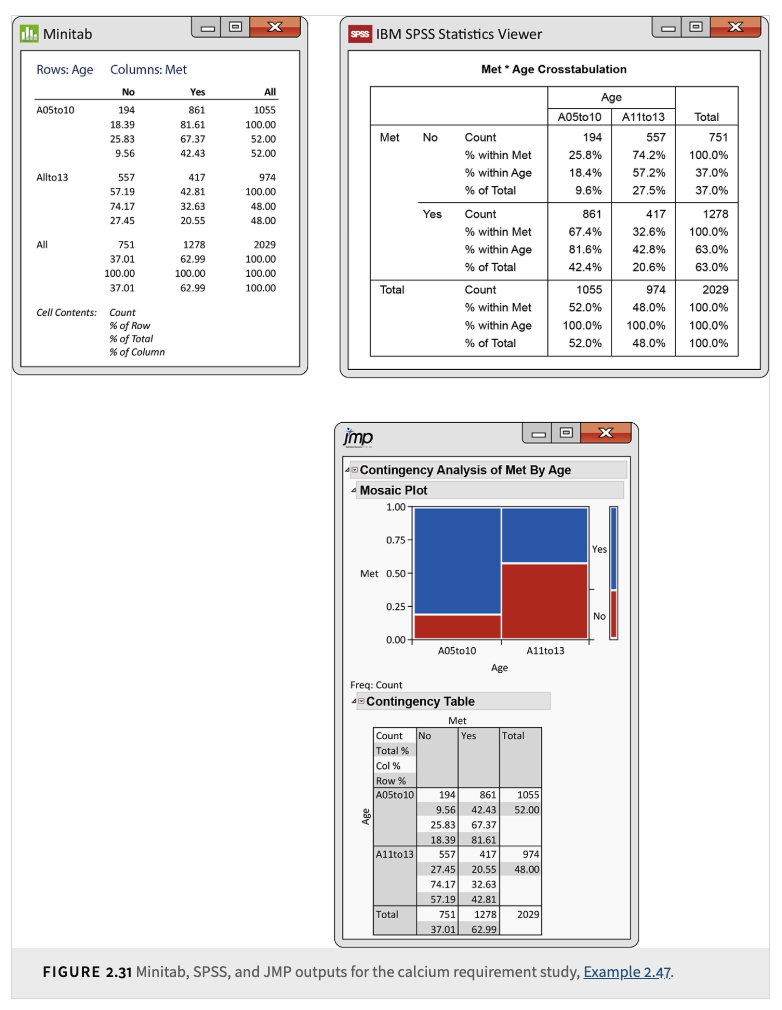 Minitab
Rows: Age Columns: Met
No Yes All
A05to10 194 861 1055
18.39 81.61 100.00
25.83 67.37 52.00
9.56 42.43 52.00
Allto13 557 417 974
57.19 42.81 100.00
74.17 32.63 48.00
27.45 20.55 48.00
All 751 1278 2029
37.01 62.99 100.00
100.00 100.00 100.00
37.01 62.99 100.00
Cell Contents: Count
% of Row
% of Total
% of Column
SPSS IBM SPSS Statistics Viewer
Met * Age Crosstabulation
Age
A05to10 A11to13 Total
Met No Count 194 557 751
% within Met 25.8% 74.2% 100.0%
% within Age 18.4% 57.2% 37.0%
% of Total 9.6% 27.5% 37.0%
Yes Count 861 417 1278
% within Met 67.4% 32.6% 100.0%
% within Age 81.6% 42.8% 63.0%
% of Total 42.4% 20.6% 63.0%
Total Count 1055 974 2029
% within Met 52.0% 48.0% 100.0%
% within Age 100.0% 100.0% 100.0%
% of Total 52.0% 48.0% 100.0%
jmp
Contingency Analysis of Met By Age
Mosaic Plot
1.00
0.75
Yes
Met 0.50
0.25
No
0.00
A05to10 A11to13
Age
Freq: Count
Contingency Table
Met
Count No Yes Total
Total %
Col %
Row %
Age
A05to10 194 861 1055
9.56 42.43 52.00
25.83 67.37
18.39 81.61
A11to13 557 417 974
27.45 20.55 48.00
74.17 32.63
57.19 42.81
Total 751 1278 2029
37.01 62.99
FIGURE 2.31 Minitab, SPSS, and JMP outputs for the calcium requirement study, Example 2.47.